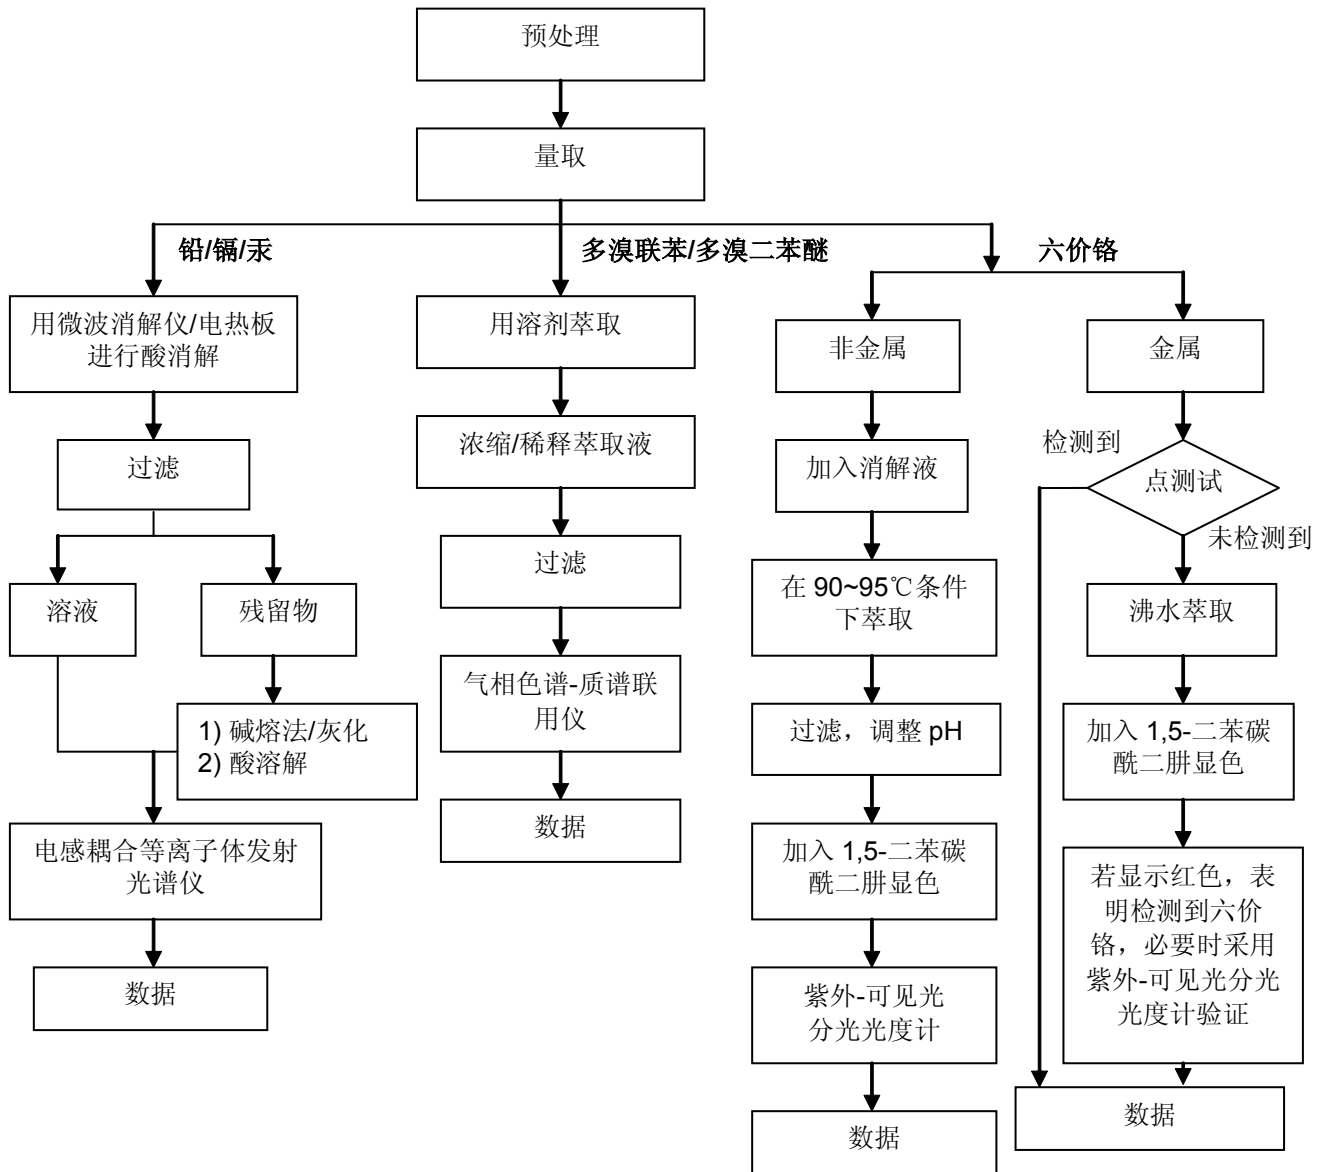 预处理
量取
铅/镉/汞
多溴联苯/多溴二苯醚
六价铬
用微波消解仪/电热板
进行酸消解
过滤
溶液
残留物
1) 碱熔法/灰化
2) 酸溶解
电感耦合等离子体发射
光谱仪
数据
用溶剂萃取
浓缩/稀释萃取液
过滤
气相色谱-质谱联
用仪
数据
非金属
加入消解液
在 90~95℃条件
下萃取
过滤，调整 pH
加入 1,5-二苯碳
酰二肼显色
紫外-可见光
分光光度计
数据
金属
检测到
点测试
未检测到
沸水萃取
加入 1,5-二苯碳
酰二肼显色
若显示红色，表
明检测到六价
铬，必要时采用
紫外-可见光分光
光度计验证
数据